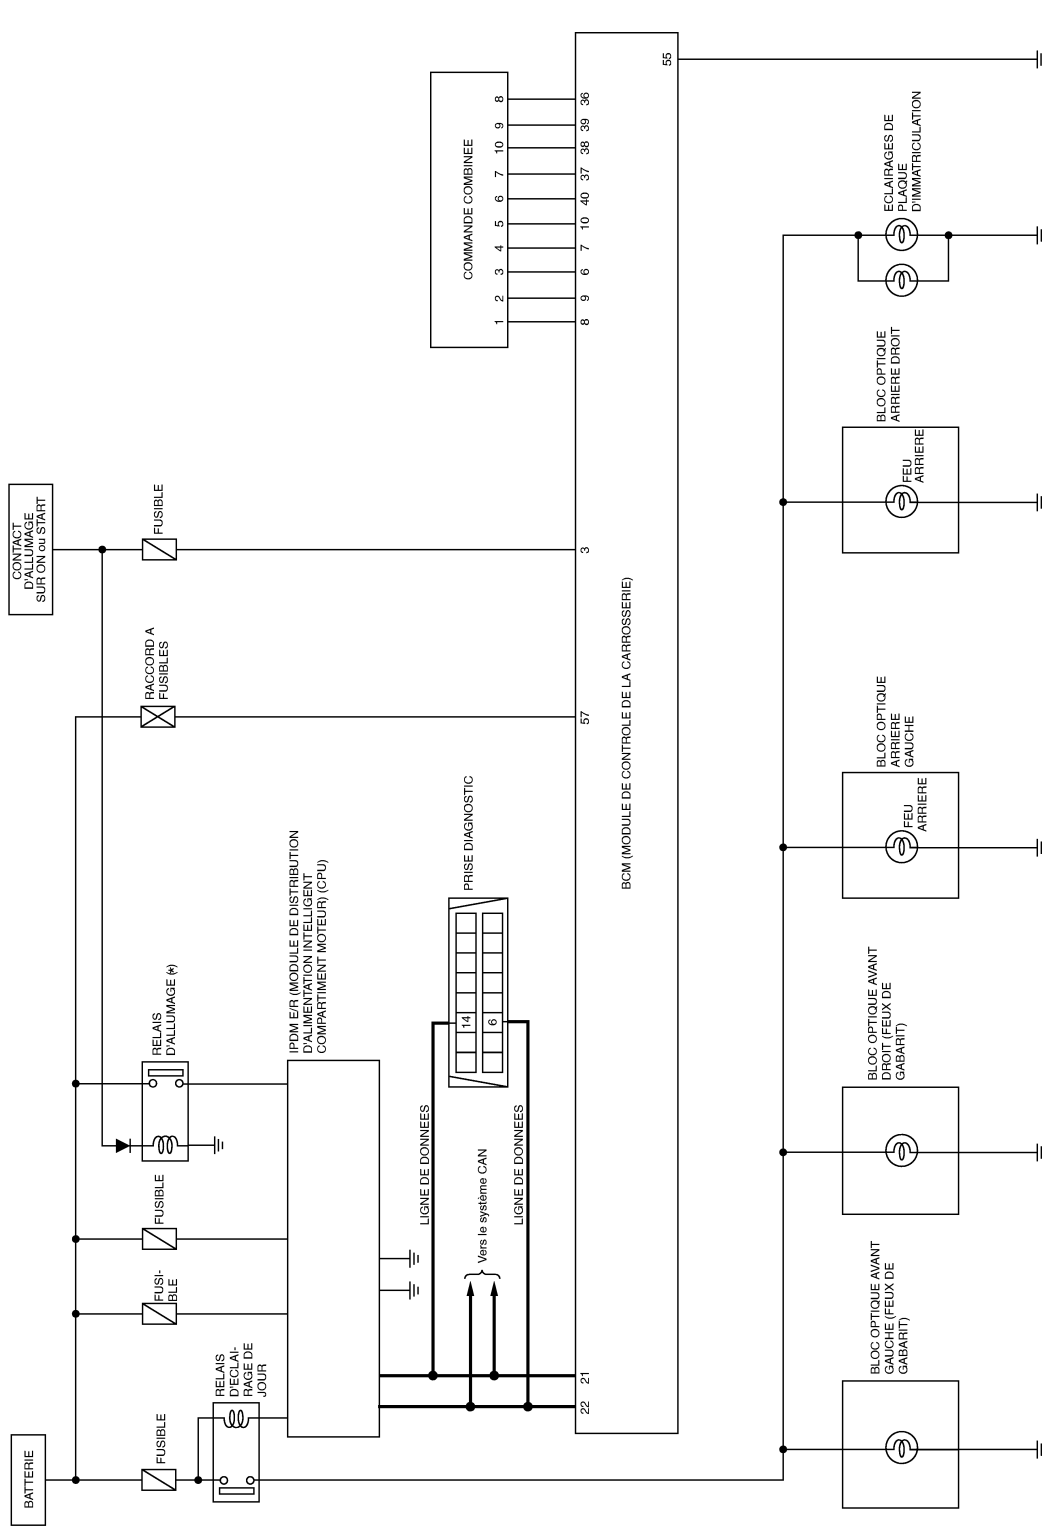 BATTERIE
CONTACT
D'ALLUMAGE
SUR ON ou START
FUSIBLE
RELAIS
D'ECLAI-
RAGE DE
JOUR
FUSI-
BLE
FUSIBLE
RELAIS
D'ALLUMAGE (*)
RACCORD A
FUSIBLES
FUSIBLE
IPDM E/R (MODULE DE DISTRIBUTION
D'ALIMENTATION INTELLIGENT
COMPARTIMENT MOTEUR) (CPU)
LIGNE DE DONNEES
Vers le système CAN
LIGNE DE DONNEES
PRISE DIAGNOSTIC
14
6
COMMANDE COMBINEE
1 2 3 4 5 6 7 10 9 8
22 21 57 3 8 9 6 7 10 40 37 38 39 36
BCM (MODULE DE CONTROLE DE LA CARROSSERIE)
55
BLOC OPTIQUE AVANT
GAUCHE (FEUX DE
GABARIT)
BLOC OPTIQUE AVANT
DROIT (FEUX DE
GABARIT)
BLOC OPTIQUE
ARRIERE
GAUCHE
FEU
ARRIERE
BLOC OPTIQUE
ARRIERE DROIT
FEU
ARRIERE
ECLAIRAGES DE
PLAQUE
D'IMMATRICULATION